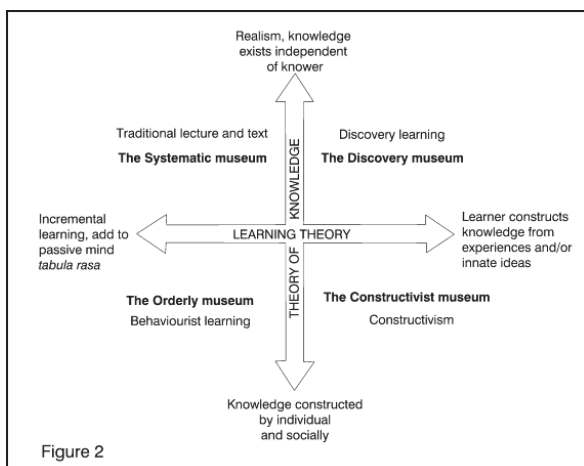 Realism, knowledge
exists independent
of knower
Traditional lecture and text
The Systematic museum
Discovery learning
The Discovery museum
THEORY OF KNOWLEDGE
Incremental
learning, add to
passive mind
tabula rasa
LEARNING THEORY
Learner constructs
knowledge from
experiences and/or
innate ideas
The Orderly museum
Behaviourist learning
The Constructivist museum
Constructivism
Knowledge constructed
by individual
and socially
Figure 2